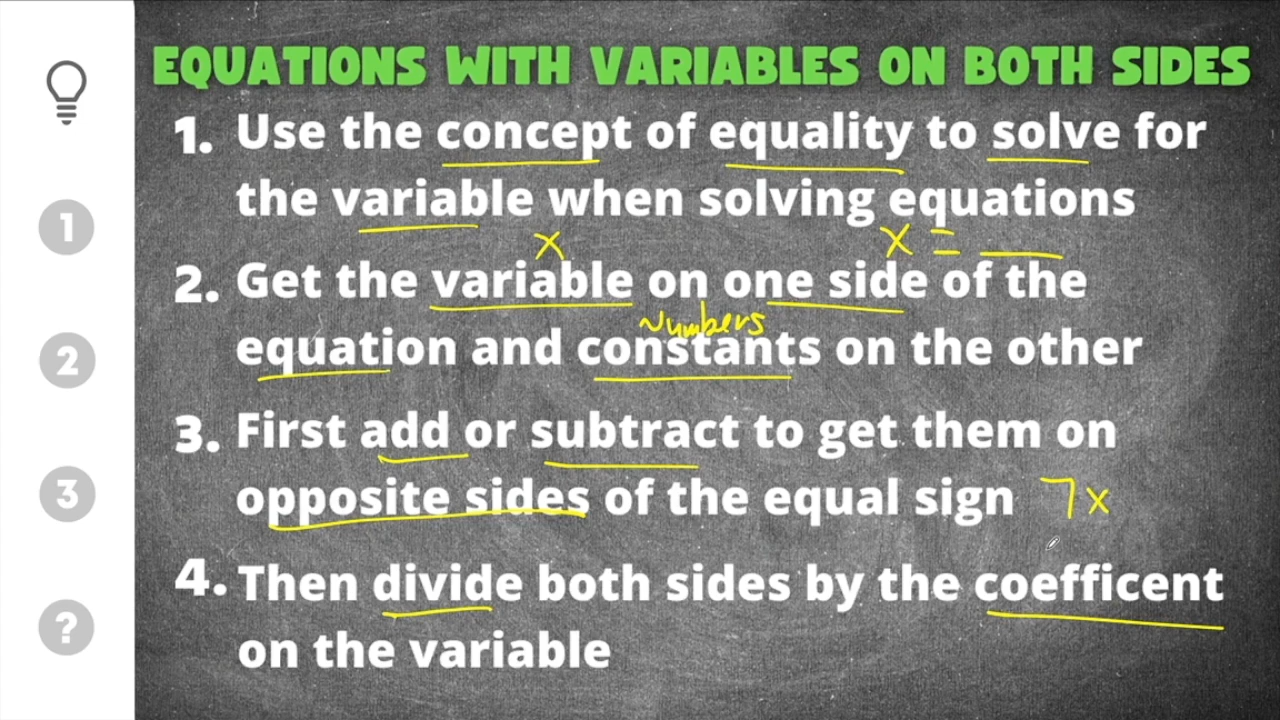 EQUATIONS WITH VARIABLES ON BOTH SIDES
1. Use the concept of equality to solve for
the variable when solving equations
x x = __
2. Get the variable on one side of the
Numbers
equation and constants on the other
3. First add or subtract to get them on
opposite sides of the equal sign 7x
4. Then divide both sides by the coefficent
on the variable
1
2
3
?